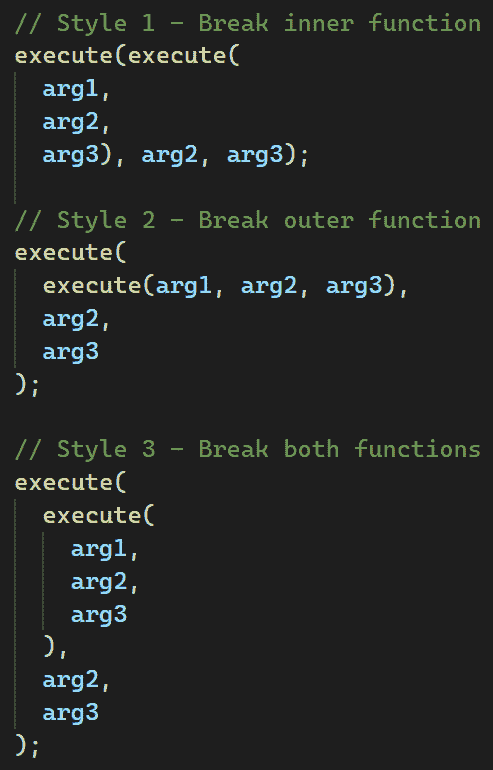 // Style 1 - Break inner function
execute(execute(
  arg1,
  arg2,
  arg3), arg2, arg3);

// Style 2 - Break outer function
execute(
  execute(arg1, arg2, arg3),
  arg2,
  arg3
);

// Style 3 - Break both functions
execute(
  execute(
    arg1,
    arg2,
    arg3
  ),
  arg2,
  arg3
);